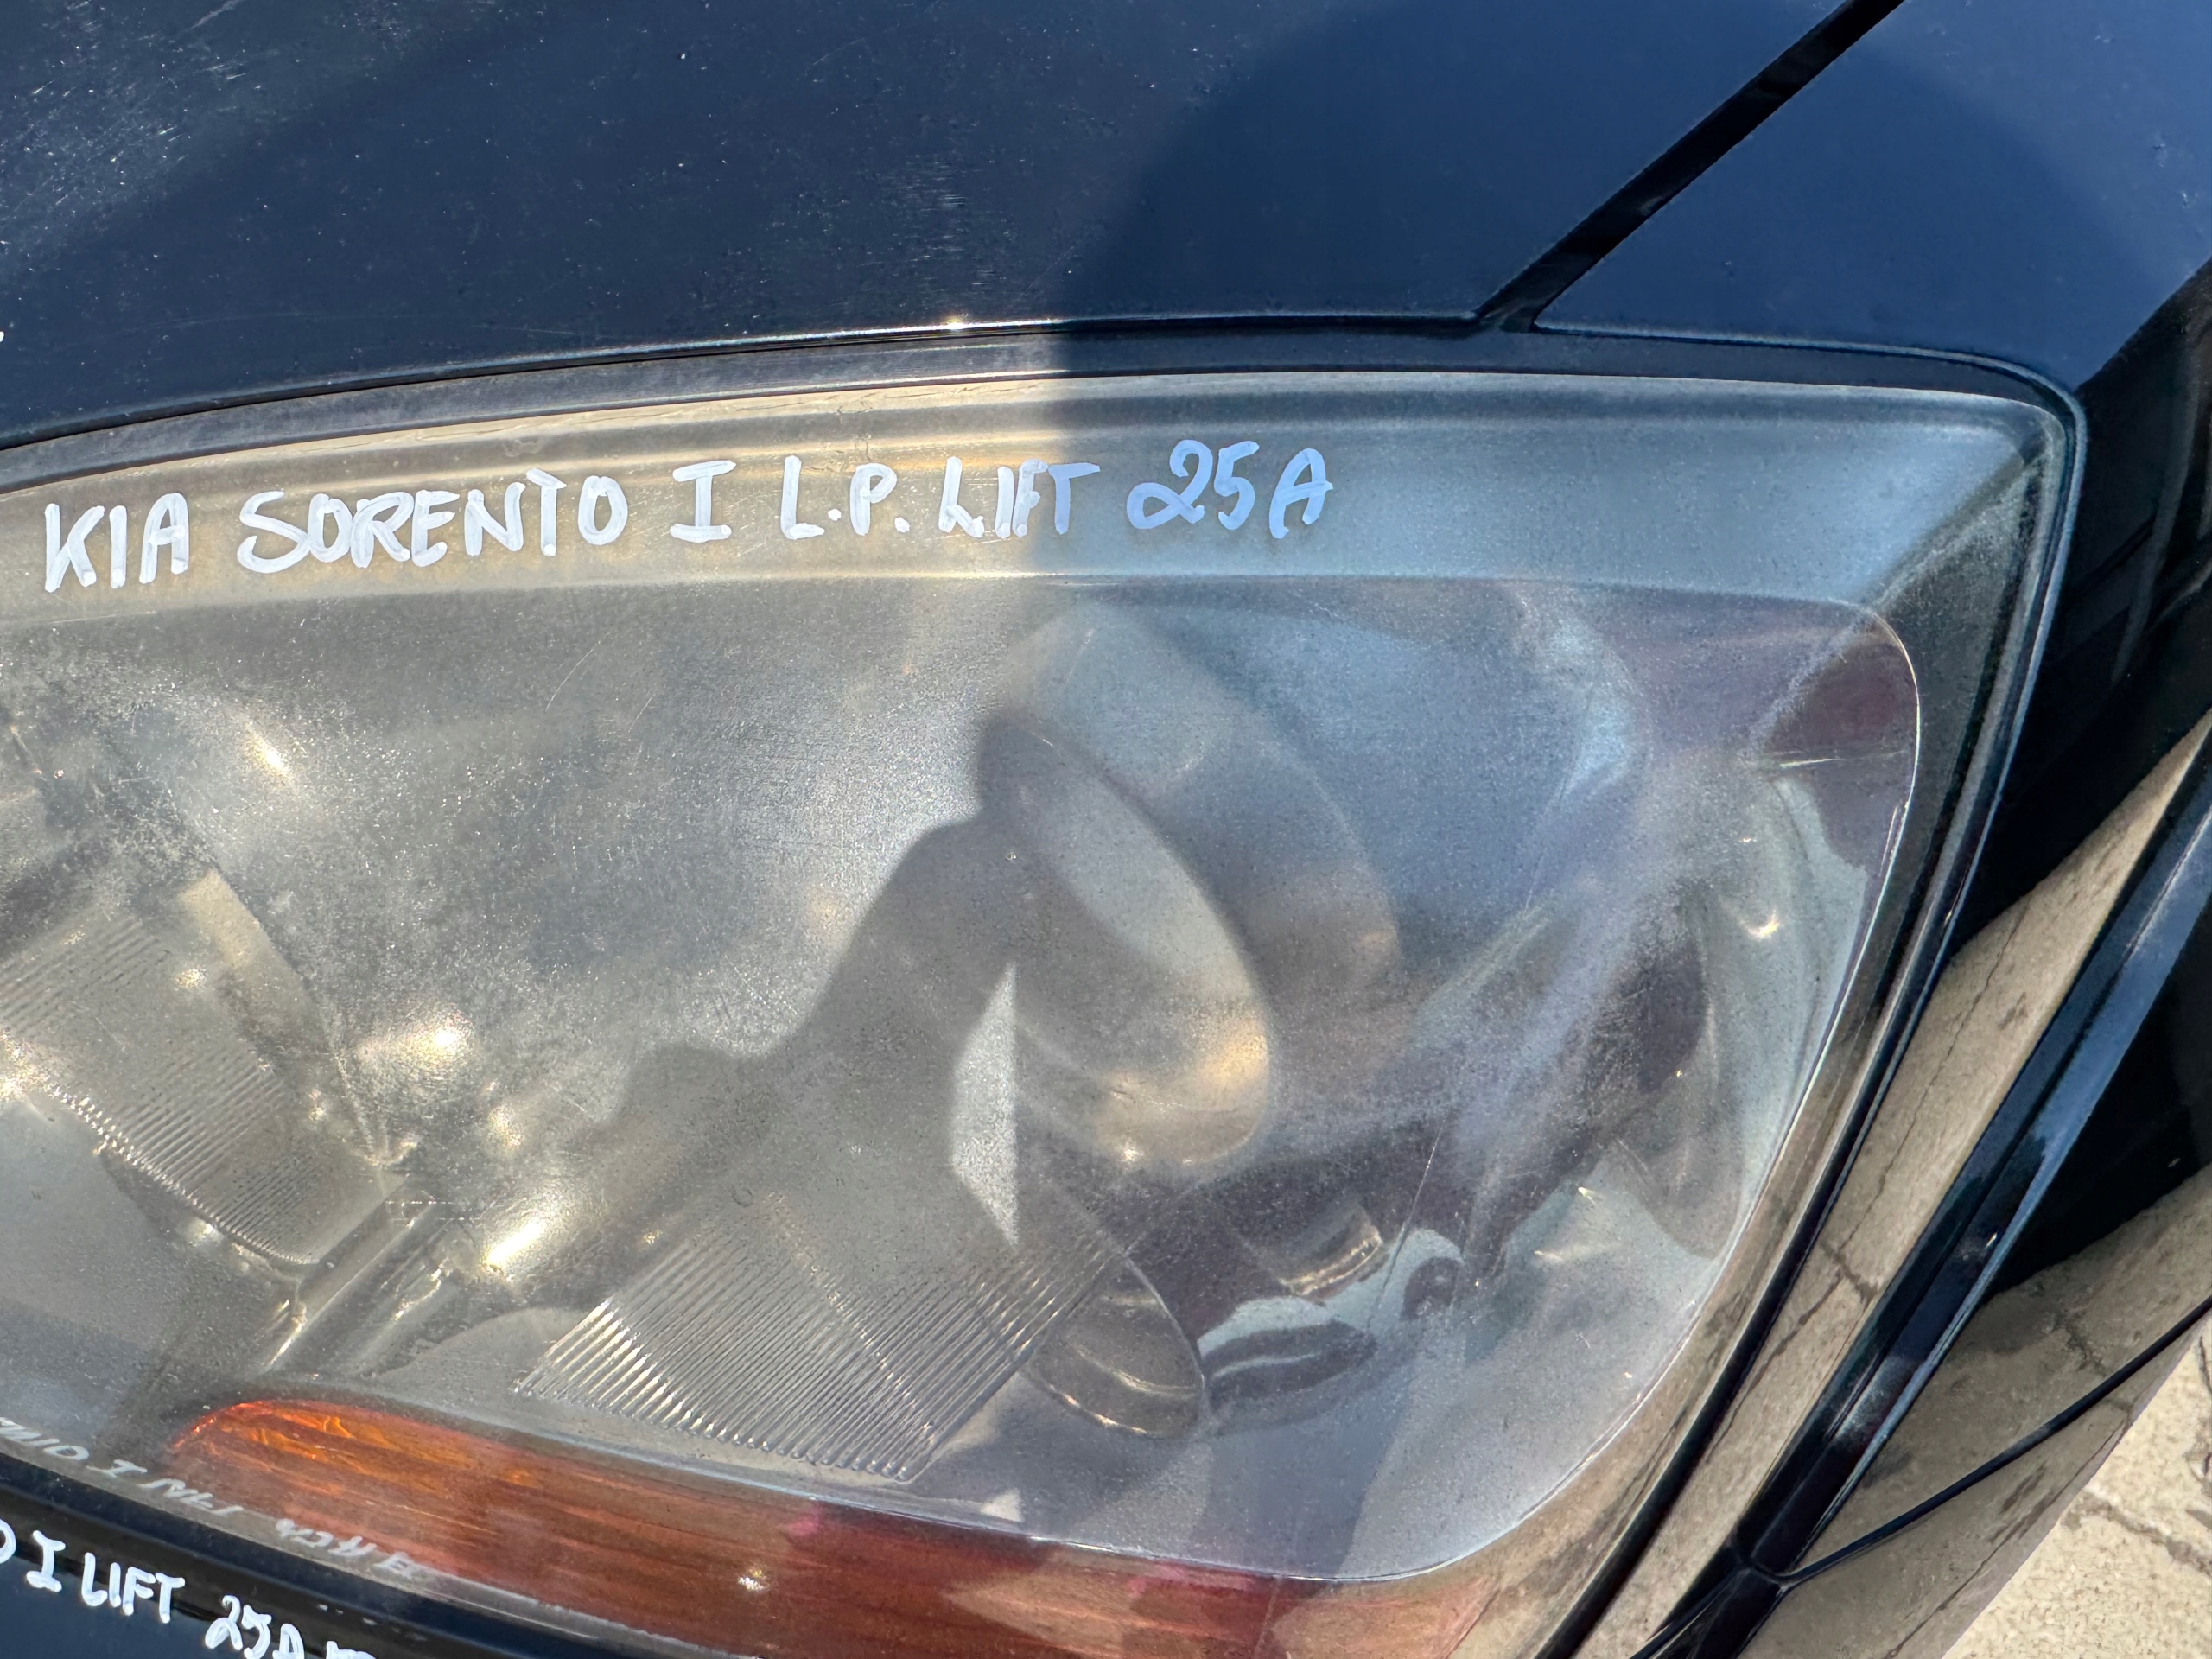 KIA SORENTO I L.P. LIFT 25A
I LIFT 25A